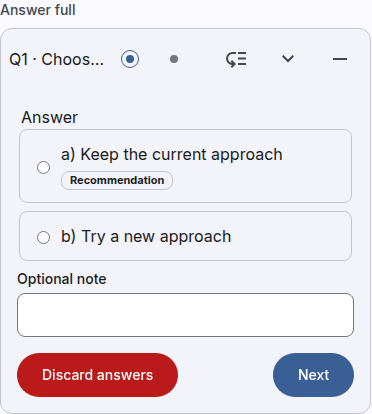 Answer full
Q1 · Choos...
Answer
a) Keep the current approach
Recommendation
b) Try a new approach
Optional note
Discard answers
Next